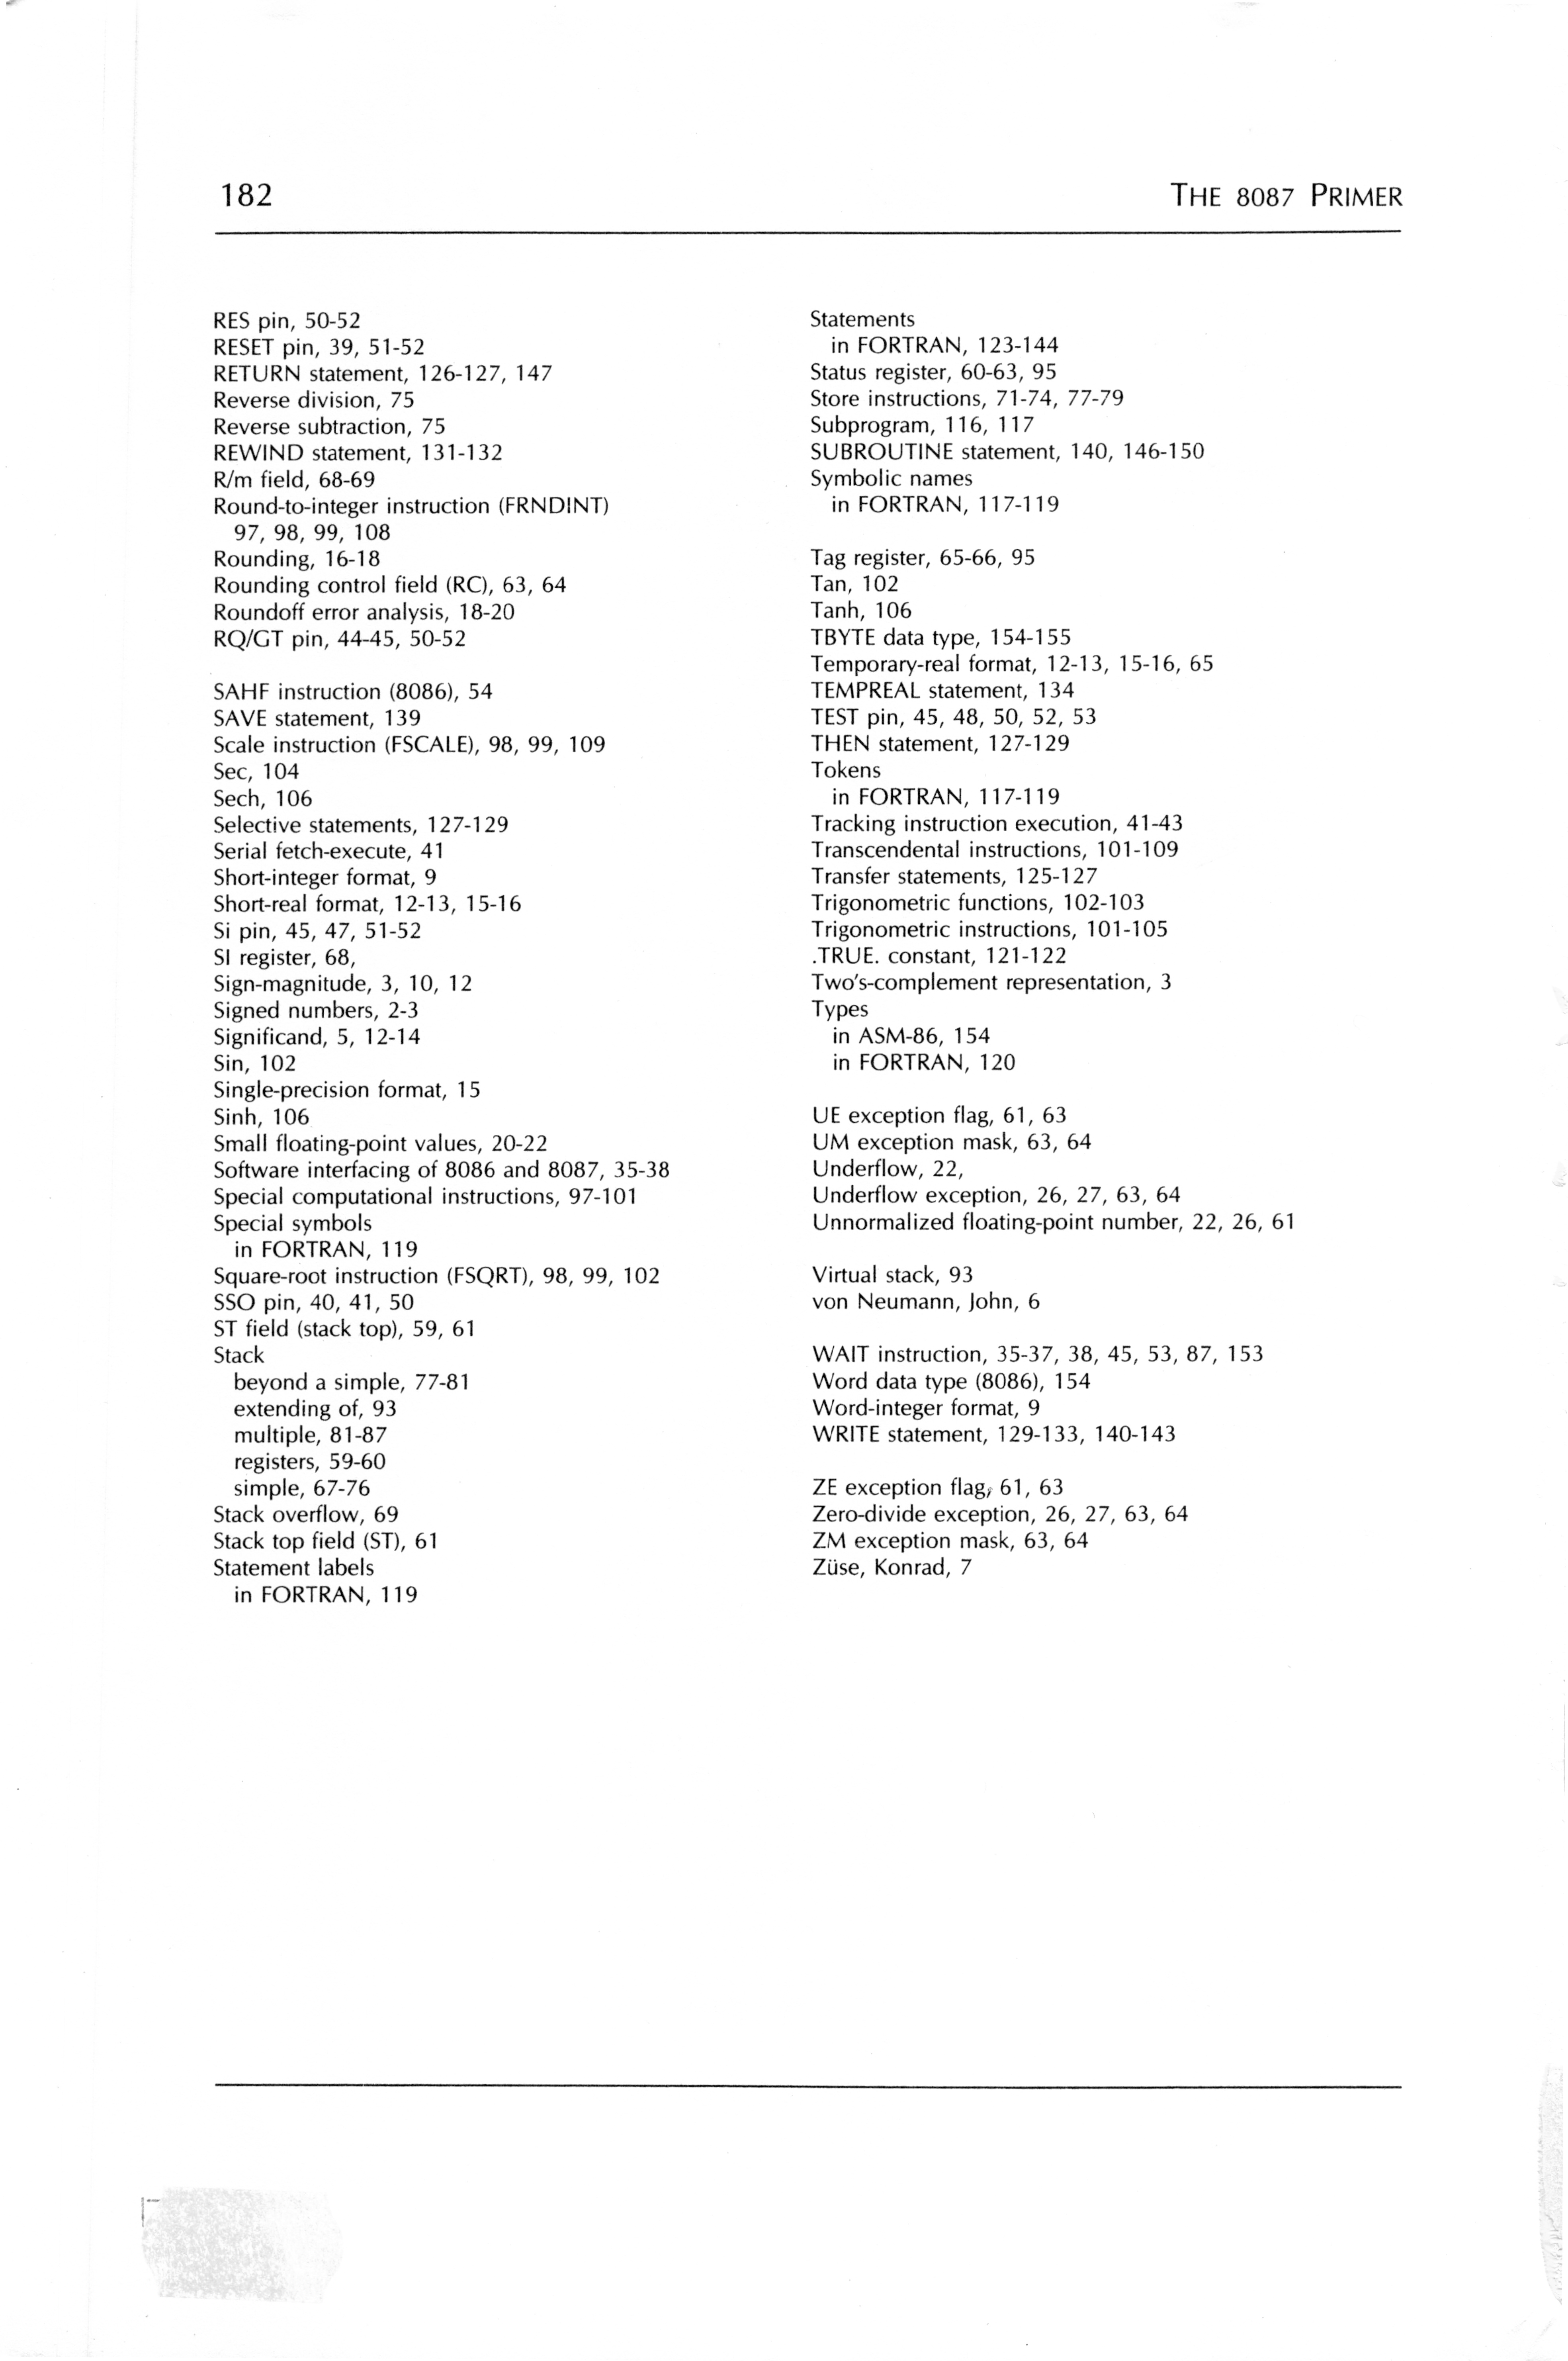 182
THE 8087 PRIMER
RES pin, 50-52
RESET pin, 39, 51-52
RETURN statement, 126-127, 147
Reverse division, 75
Reverse subtraction, 75
REWIND statement, 131-132
R/m field, 68-69
Round-to-integer instruction (FRNDINT)
97, 98, 99, 108
Rounding, 16-18
Rounding control field (RC), 63, 64
Roundoff error analysis, 18-20
RQ/GT pin, 44-45, 50-52
SAHF instruction (8086), 54
SAVE statement, 139
Scale instruction (FSCALE), 98, 99, 109
Sec, 104
Sech, 106
Selective statements, 127-129
Serial fetch-execute, 41
Short-integer format, 9
Short-real format, 12-13, 15-16
Si pin, 45, 47, 51-52
SI register, 68,
Sign-magnitude, 3, 10, 12
Signed numbers, 2-3
Significand, 5, 12-14
Sin, 102
Single-precision format, 15
Sinh, 106
Small floating-point values, 20-22
Software interfacing of 8086 and 8087, 35-38
Special computational instructions, 97-101
Special symbols
in FORTRAN, 119
Square-root instruction (FSQRT), 98, 99, 102
SSO pin, 40, 41, 50
ST field (stack top), 59, 61
Stack
beyond a simple, 77-81
extending of, 93
multiple, 81-87
registers, 59-60
simple, 67-76
Stack overflow, 69
Stack top field (ST), 61
Statement labels
in FORTRAN, 119
Statements
in FORTRAN, 123-144
Status register, 60-63, 95
Store instructions, 71-74, 77-79
Subprogram, 116, 117
SUBROUTINE statement, 140, 146-150
Symbolic names
in FORTRAN, 117-119
Tag register, 65-66, 95
Tan, 102
Tanh, 106
TBYTE data type, 154-155
Temporary-real format, 12-13, 15-16, 65
TEMPREAL statement, 134
TEST pin, 45, 48, 50, 52, 53
THEN statement, 127-129
Tokens
in FORTRAN, 117-119
Tracking instruction execution, 41-43
Transcendental instructions, 101-109
Transfer statements, 125-127
Trigonometric functions, 102-103
Trigonometric instructions, 101-105
.TRUE. constant, 121-122
Two's-complement representation, 3
Types
in ASM-86, 154
in FORTRAN, 120
UE exception flag, 61, 63
UM exception mask, 63, 64
Underflow, 22,
Underflow exception, 26, 27, 63, 64
Unnormalized floating-point number, 22, 26, 61
Virtual stack, 93
von Neumann, John, 6
WAIT instruction, 35-37, 38, 45, 53, 87, 153
Word data type (8086), 154
Word-integer format, 9
WRITE statement, 129-133, 140-143
ZE exception flag, 61, 63
Zero-divide exception, 26, 27, 63, 64
ZM exception mask, 63, 64
Züse, Konrad, 7